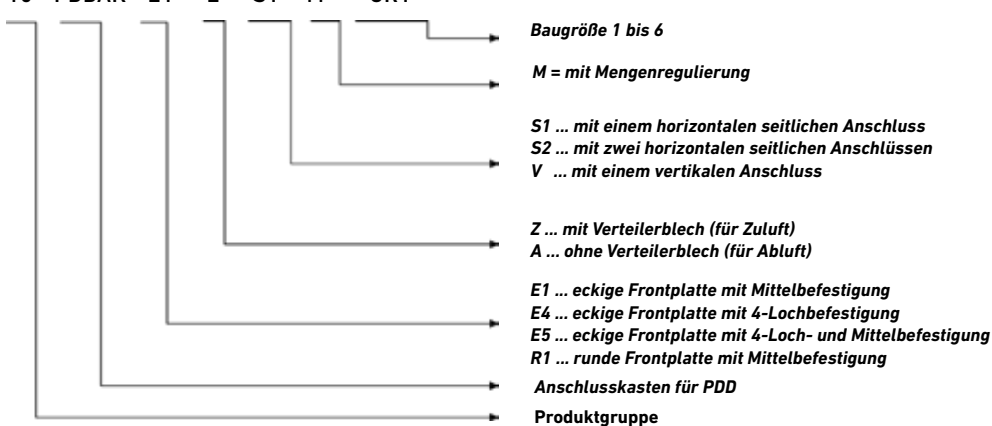 Baugröße 1 bis 6
M = mit Mengenregulierung
S1 ... mit einem horizontalen seitlichen Anschluss
S2 ... mit zwei horizontalen seitlichen Anschlüssen
V ... mit einem vertikalen Anschluss
Z ... mit Verteilerblech (für Zuluft)
A ... ohne Verteilerblech (für Abluft)
E1 ... eckige Frontplatte mit Mittelbefestigung
E4 ... eckige Frontplatte mit 4-Lochbefestigung
E5 ... eckige Frontplatte mit 4-Loch- und Mittelbefestigung
R1 ... runde Frontplatte mit Mittelbefestigung
Anschlusskasten für PDD
Produktgruppe